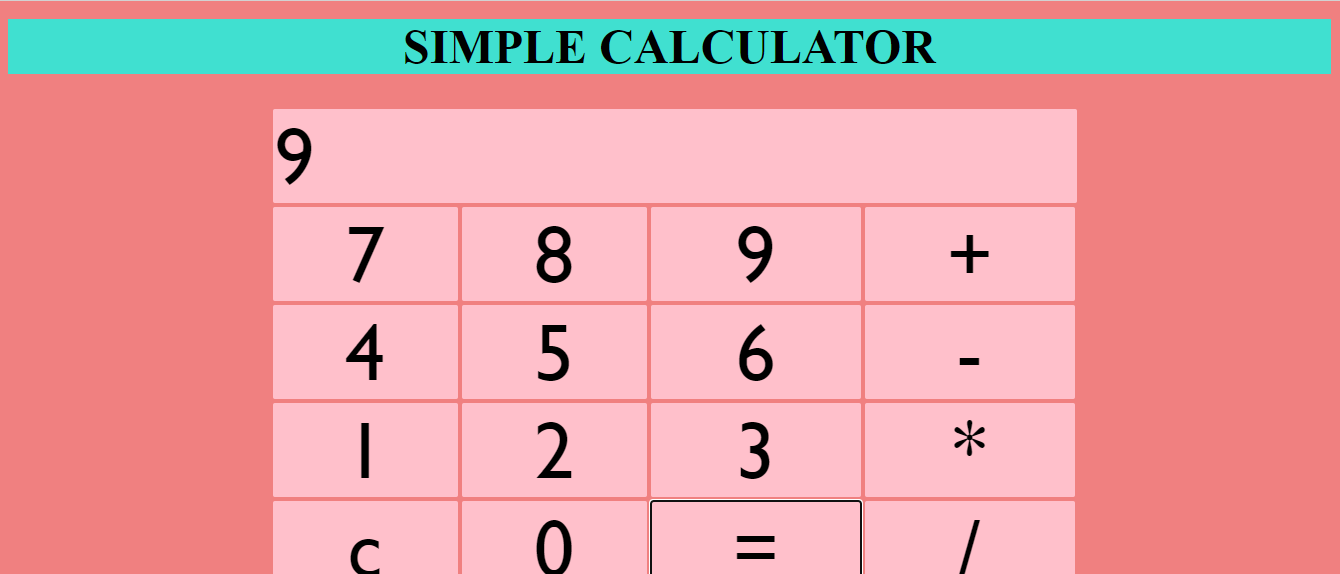 SIMPLE CALCULATOR
9
7 8 9 +
4 5 6 -
1 2 3 *
c 0 = /